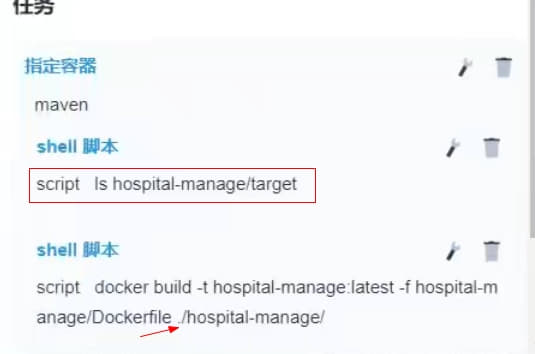 任务
指定容器
maven
shell 脚本
script ls hospital-manage/target
shell 脚本
script docker build -t hospital-manage:latest -f hospital-m
anage/Dockerfile ./hospital-manage/